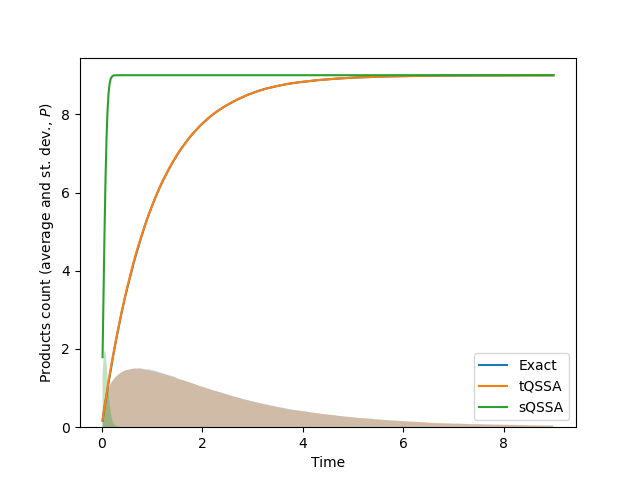 Products count (average and st. dev., P)
8
6
4
2
0
0 2 4 6 8
Time
Exact
tQSSA
sQSSA